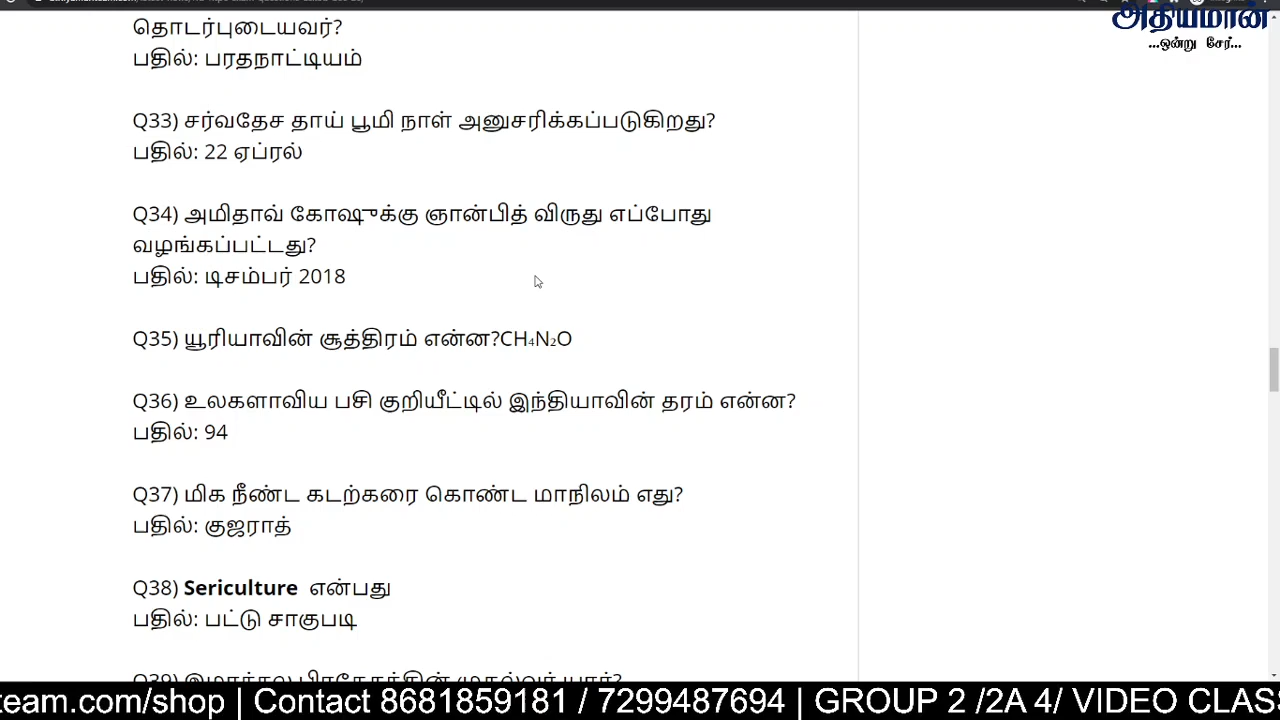 அதியமான்
...ஒன்று சேர்...
தொடர்புடையவர்?
பதில்: பரதநாட்டியம்
Q33) சர்வதேச தாய் பூமி நாள் அனுசரிக்கப்படுகிறது?
பதில்: 22 ஏப்ரல்
Q34) அமிதாவ் கோஷுக்கு ஞான்பித் விருது எப்போது
வழங்கப்பட்டது?
பதில்: டிசம்பர் 2018
Q35) யூரியாவின் சூத்திரம் என்ன?CH₄N₂O
Q36) உலகளாவிய பசி குறியீட்டில் இந்தியாவின் தரம் என்ன?
பதில்: 94
Q37) மிக நீண்ட கடற்கரை கொண்ட மாநிலம் எது?
பதில்: குஜராத்
Q38) Sericulture என்பது
பதில்: பட்டு சாகுபடி
team.com/shop | Contact 8681859181 / 7299487694 | GROUP 2 /2A 4/ VIDEO CLAS